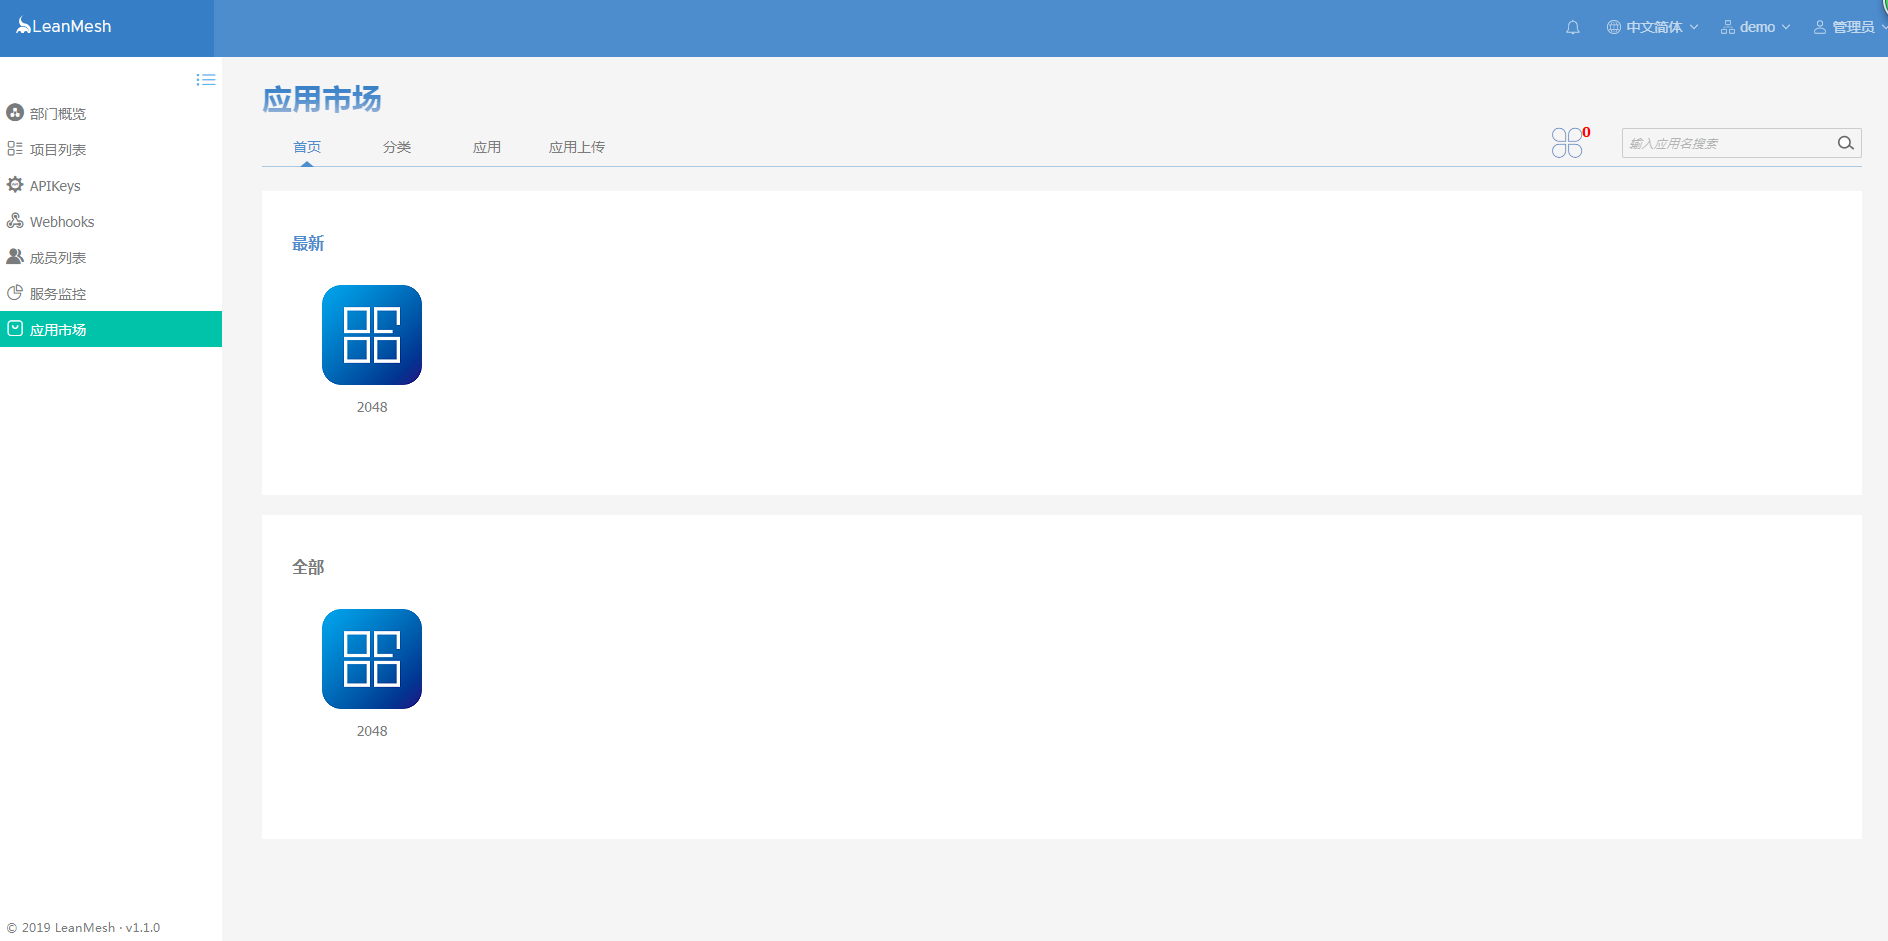 LeanMesh
中文简体
demo
管理员
部门概览
项目列表
APIKeys
Webhooks
成员列表
服务监控
应用市场
© 2019 LeanMesh · v1.1.0
应用市场
首页
分类
应用
应用上传
0
输入应用名搜索
最新
2048
全部
2048